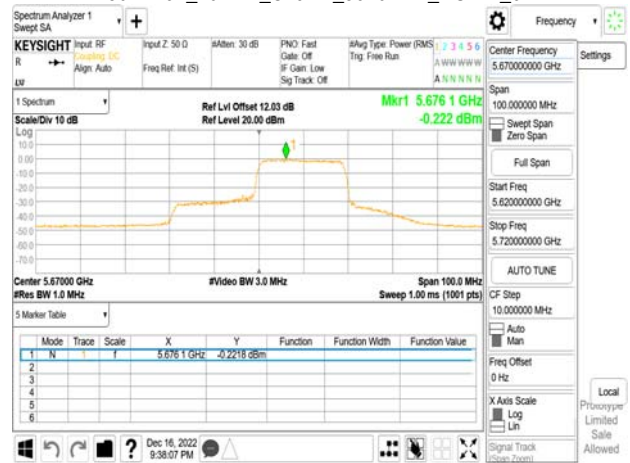 Spectrum Analyzer 1
Swept SA
Frequency
KEYSIGHT
R
Input: RF
Coupling: DC
Align: Auto
Input Z: 50 Ω
Freq Ref: Int (S)
#Atten: 30 dB
PNO: Fast
Gate: Off
IF Gain: Low
Sig Track: Off
#Avg Type: Power (RMS
Trig: Free Run
1 2 3 4 5 6
A W W W W W
A N N N N N
Settings
Center Frequency
5.670000000 GHz
Span
100.000000 MHz
Swept Span
Zero Span
Full Span
Start Freq
5.620000000 GHz
Stop Freq
5.720000000 GHz
AUTO TUNE
CF Step
10.000000 MHz
Auto
Man
Freq Offset
0 Hz
X Axis Scale
Log
Lin
Signal Track
(Span Zoom)
Local
Prototype
Limited
Sale
Allowed
1 Spectrum
Scale/Div 10 dB
Log
Ref Lvl Offset 12.03 dB
Ref Level 20.00 dBm
Mkr1 5.676 1 GHz
-0.222 dBm
1
10.0
0.00
-10.0
-20.0
-30.0
-40.0
-50.0
-60.0
-70.0
Center 5.67000 GHz
#Res BW 1.0 MHz
#Video BW 3.0 MHz
Span 100.0 MHz
Sweep 1.00 ms (1001 pts)
5 Marker Table
Mode Trace Scale X Y Function Function Width Function Value
1 N 1 f 5.676 1 GHz -0.2218 dBm
2
3
4
5
6
Dec 16, 2022
9:38:07 PM